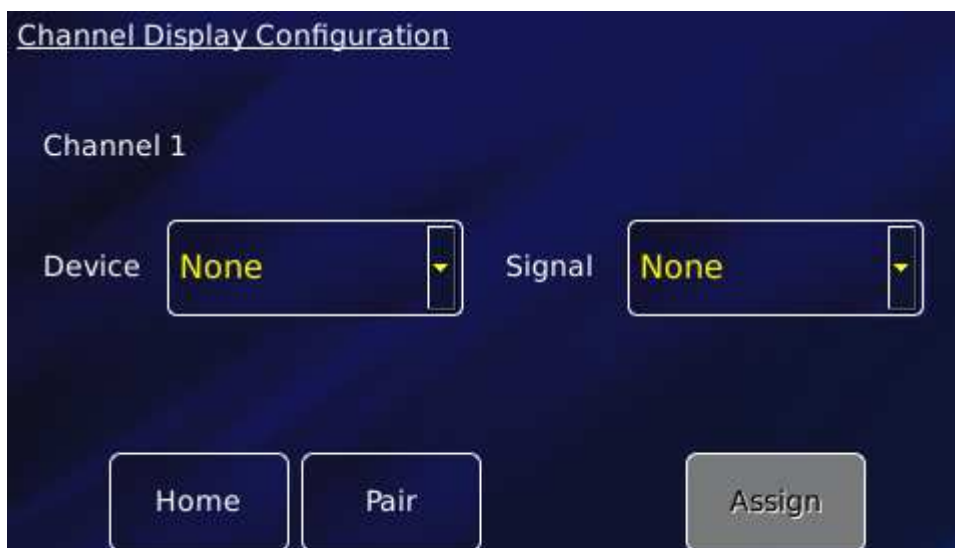 Channel Display Configuration
Channel 1
Device None Signal None
Home Pair Assign